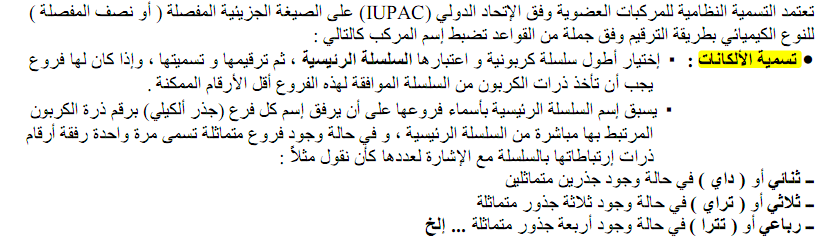 تعتمد التسمية النظامية للمركبات العضوية وفق الإتحاد الدولي (IUPAC) على الصيغة الجزيئية المفصلة ( أو نصف المفصلة )
للنوع الكيميائي بطريقة الترقيم وفق جملة من القواعد تضبط إسم المركب كالتالي :
● تسمية الألكانات : ▪ إختيار أطول سلسلة كربونية و اعتبارها السلسلة الرئيسية ، ثم ترقيمها و تسميتها ، وإذا كان لها فروع
يجب أن تأخذ ذرات الكربون من السلسلة الموافقة لهذه الفروع أقل الأرقام الممكنة .
▪ يسبق إسم السلسلة الرئيسية بأسماء فروعها على أن يرفق إسم كل فرع (جذر ألكيلي) برقم ذرة الكربون
المرتبط بها مباشرة من السلسلة الرئيسية ، و في حالة وجود فروع متماثلة تسمى مرة واحدة رفقة أرقام
ذرات إرتباطاتها بالسلسلة مع الإشارة لعددها كأن نقول مثلاً :
ـ ثنائي أو ( داي ) في حالة وجود جذرين متماثلين
ـ ثلاثي أو ( تراي ) في حالة وجود ثلاثة جذور متماثلة
ـ رباعي أو ( تترا ) في حالة وجود أربعة جذور متماثلة ... إلخ